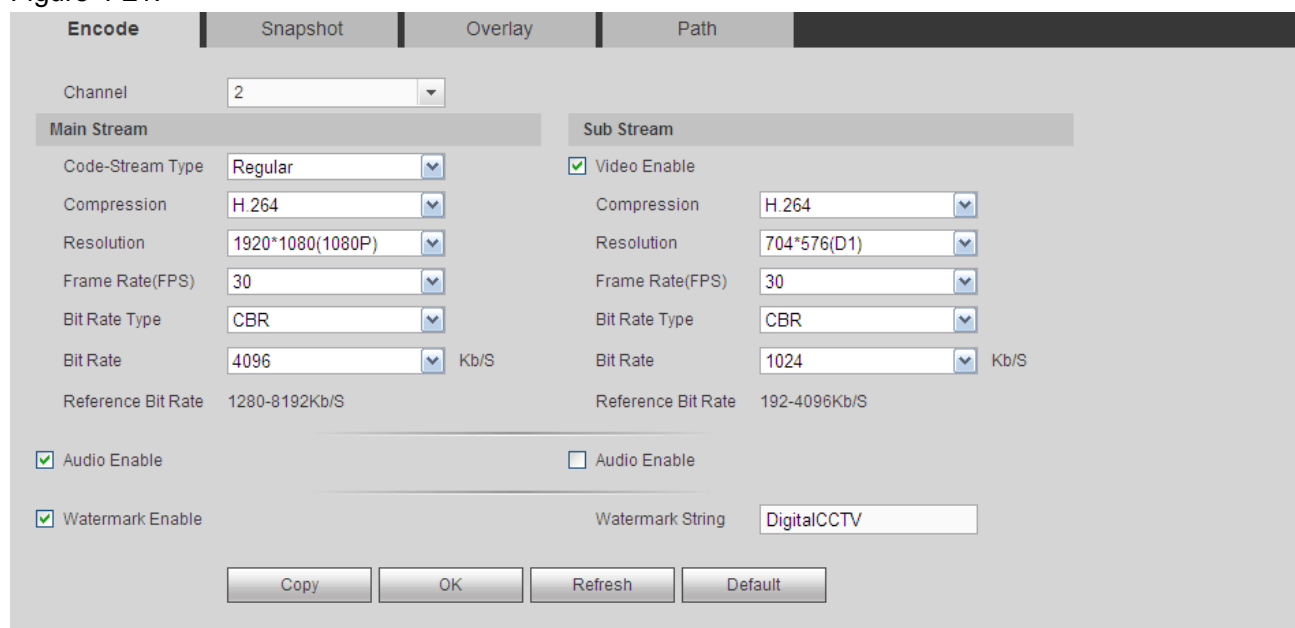 Encode Snapshot Overlay Path
Channel 2
Main Stream Sub Stream
Code-Stream Type Regular Video Enable
Compression H.264 Compression H.264
Resolution 1920*1080(1080P) Resolution 704*576(D1)
Frame Rate(FPS) 30 Frame Rate(FPS) 30
Bit Rate Type CBR Bit Rate Type CBR
Bit Rate 4096 Kb/S Bit Rate 1024 Kb/S
Reference Bit Rate 1280-8192Kb/S Reference Bit Rate 192-4096Kb/S
Audio Enable Audio Enable
Watermark Enable Watermark String DigitalCCTV
Copy OK Refresh Default